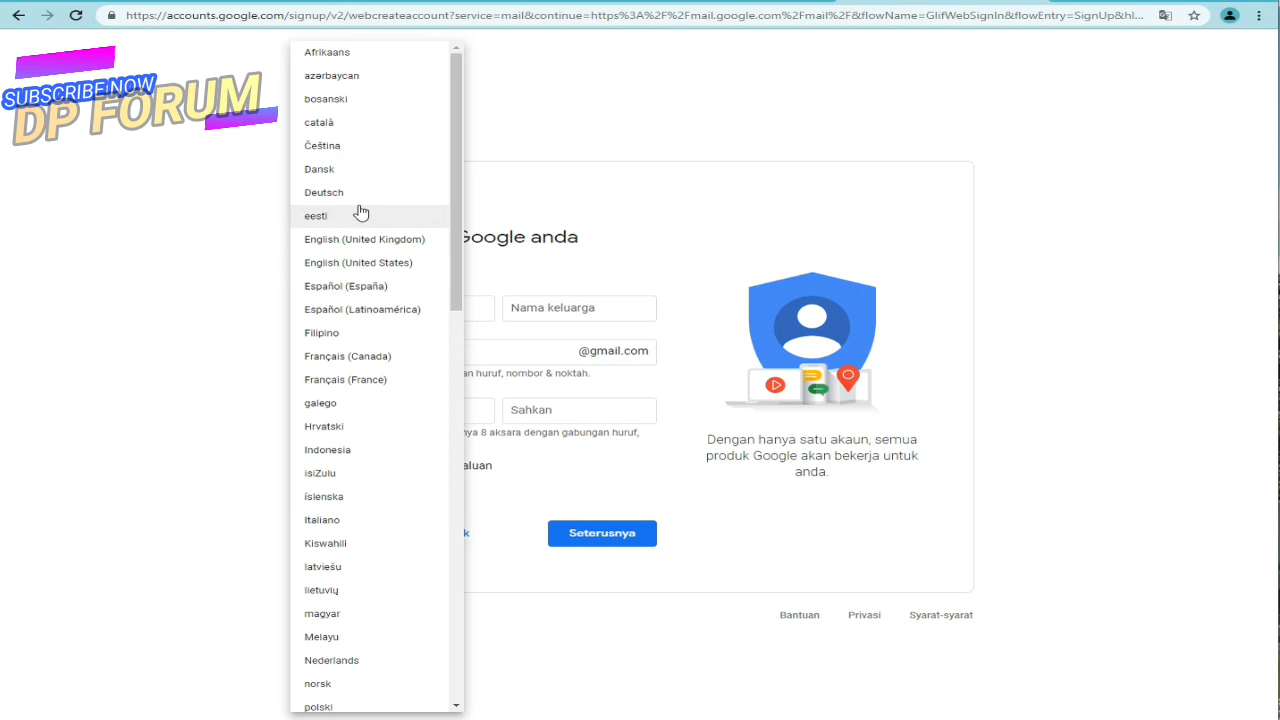 https://accounts.google.com/signup/v2/webcreateaccount?service=mail&continue=https%3A%2F%2Fmail.google.com%2Fmail%2F&flowName=GlifWebSignIn&flowEntry=SignUp&hl...
SUBSCRIBE NOW
DP FORUM
Afrikaans
azərbaycan
bosanski
català
Čeština
Dansk
Deutsch
eesti
English (United Kingdom)
English (United States)
Español (España)
Español (Latinoamérica)
Filipino
Français (Canada)
Français (France)
galego
Hrvatski
Indonesia
isiZulu
íslenska
Italiano
Kiswahili
latviešu
lietuvių
magyar
Melayu
Nederlands
norsk
polski
Google anda
Nama keluarga
@gmail.com
an huruf, nombor & noktah.
Sahkan
nya 8 aksara dengan gabungan huruf,
aluan
k
Seterusnya
Dengan hanya satu akaun, semua
produk Google akan bekerja untuk
anda.
Bantuan
Privasi
Syarat-syarat